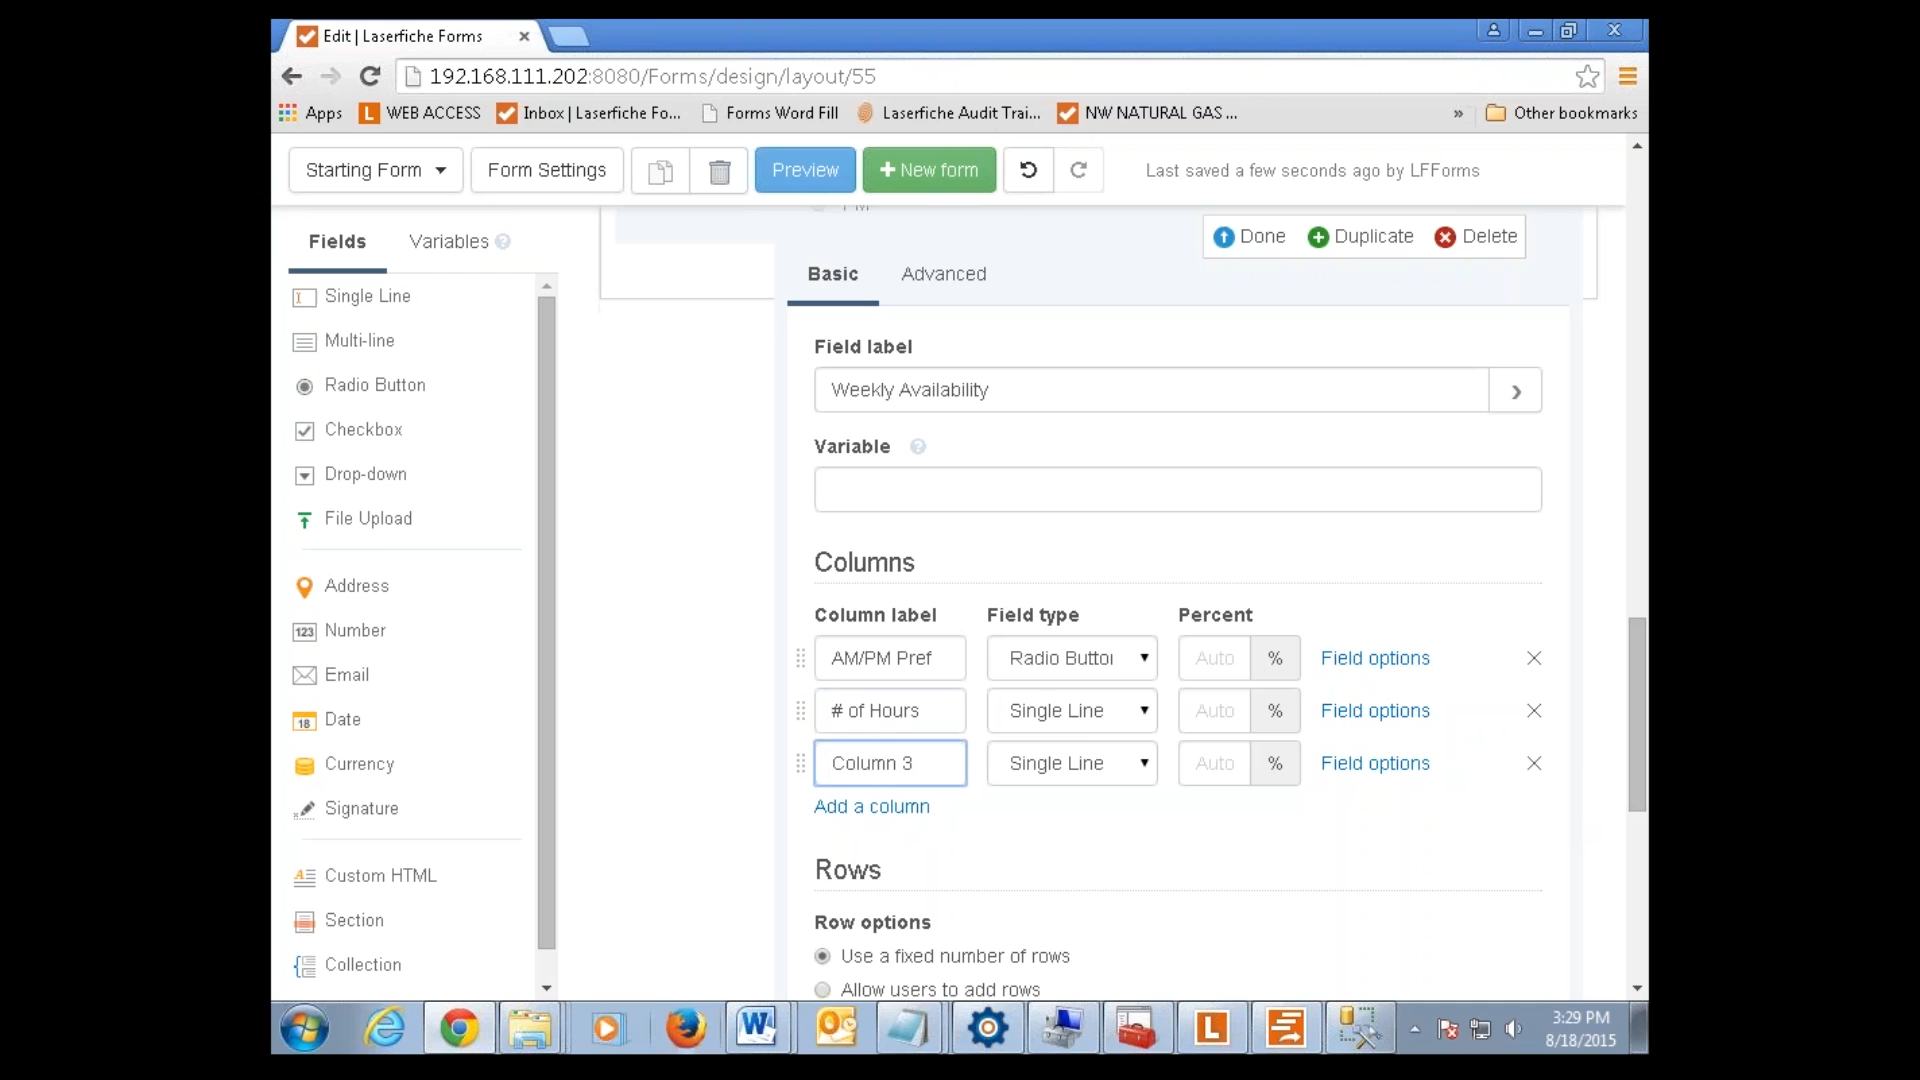 Edit | Laserfiche Forms
192.168.111.202:8080/Forms/design/layout/55
Apps WEB ACCESS Inbox | Laserfiche Fo... Forms Word Fill Laserfiche Audit Trai... NW NATURAL GAS ... » Other bookmarks
Starting Form Form Settings Preview New form Last saved a few seconds ago by LFForms
Fields Variables
Done Duplicate Delete
Basic Advanced
Single Line
Multi-line
Radio Button
Checkbox
Drop-down
File Upload
Address
Number
Email
Date
Currency
Signature
Custom HTML
Section
Collection
Field label
Weekly Availability
Variable
Columns
Column label Field type Percent
AM/PM Pref Radio Button Auto % Field options
# of Hours Single Line Auto % Field options
Column 3 Single Line Auto % Field options
Add a column
Rows
Row options
Use a fixed number of rows
Allow users to add rows
3:29 PM
8/18/2015